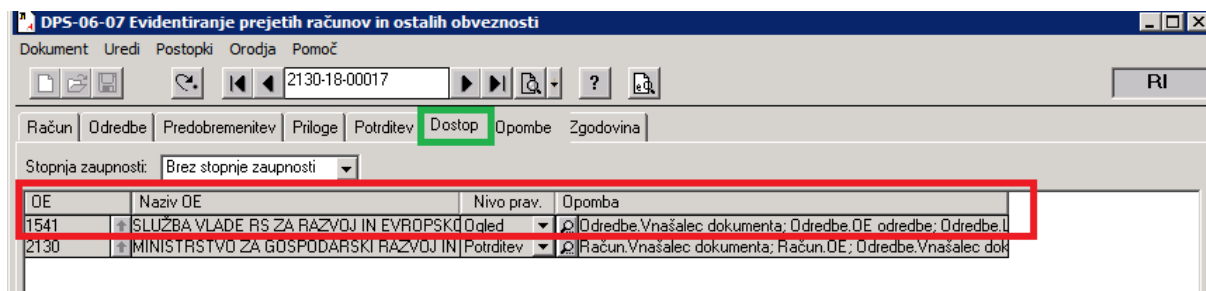 DPS-06-07 Evidentiranje prejetih računov in ostalih obveznosti
Dokument Uredi Postopki Orodja Pomoč
2130-18-00017 ? RI
Račun Odredbe Predobremenitev Priloge Potrditev Dostop Opombe Zgodovina
Stopnja zaupnosti: Brez stopnje zaupnosti
OE Naziv OE Nivo prav. Opomba
1541 SLUŽBA VLADE RS ZA RAZVOJ IN EVROPSKO Ogled Odredbe.Vnašalec dokumenta; Odredbe.OE odredbe; Odredbe.
2130 MINISTRSTVO ZA GOSPODARSKI RAZVOJ IN Potrditev Račun.Vnašalec dokumenta; Račun.OE; Odredbe.Vnašalec dok